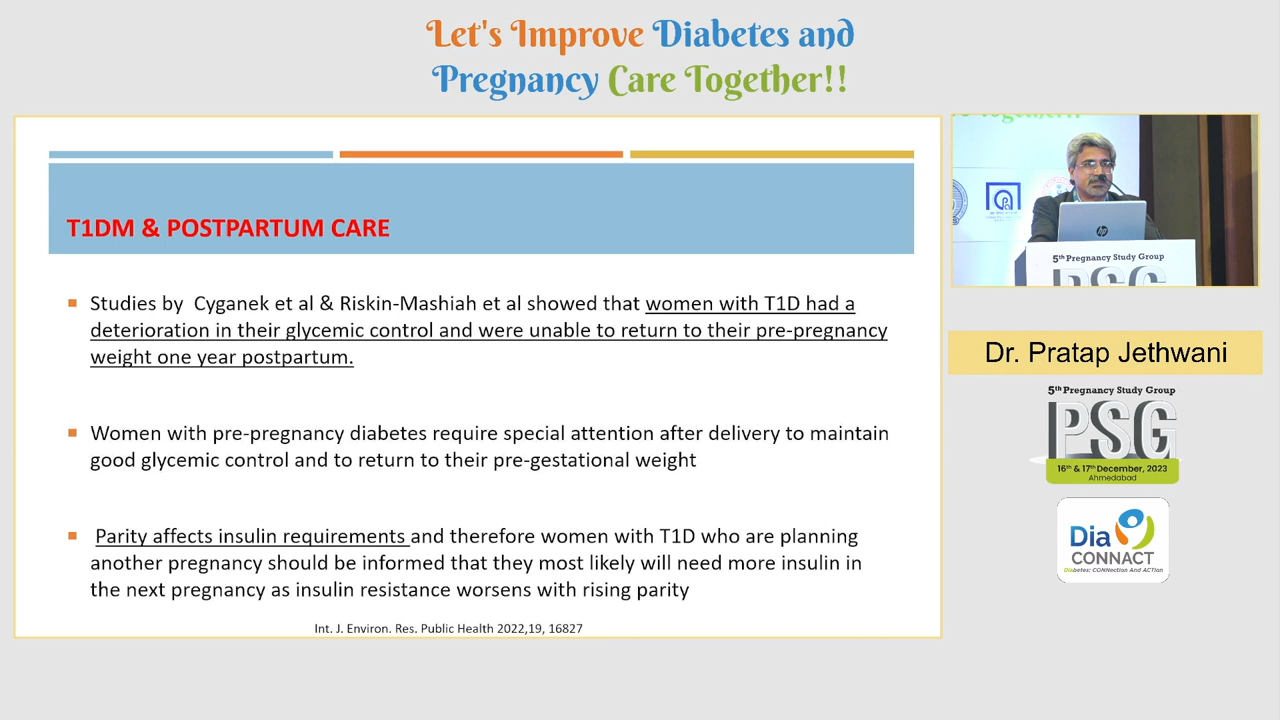 Let's Improve Diabetes and
Pregnancy Care Together!!
T1DM & POSTPARTUM CARE
Studies by Cyganek et al & Riskin-Mashiah et al showed that women with T1D had a
deterioration in their glycemic control and were unable to return to their pre-pregnancy
weight one year postpartum.
Women with pre-pregnancy diabetes require special attention after delivery to maintain
good glycemic control and to return to their pre-gestational weight
Parity affects insulin requirements and therefore women with T1D who are planning
another pregnancy should be informed that they most likely will need more insulin in
the next pregnancy as insulin resistance worsens with rising parity
Int. J. Environ. Res. Public Health 2022,19, 16827
Together!!
hp
5th Pregnancy Study Group
PSG
Dr. Pratap Jethwani
5th Pregnancy Study Group
PSG
16th & 17th December, 2023
Ahmedabad
Dia
CONNACT
Diabetes: CONNection And ACTion